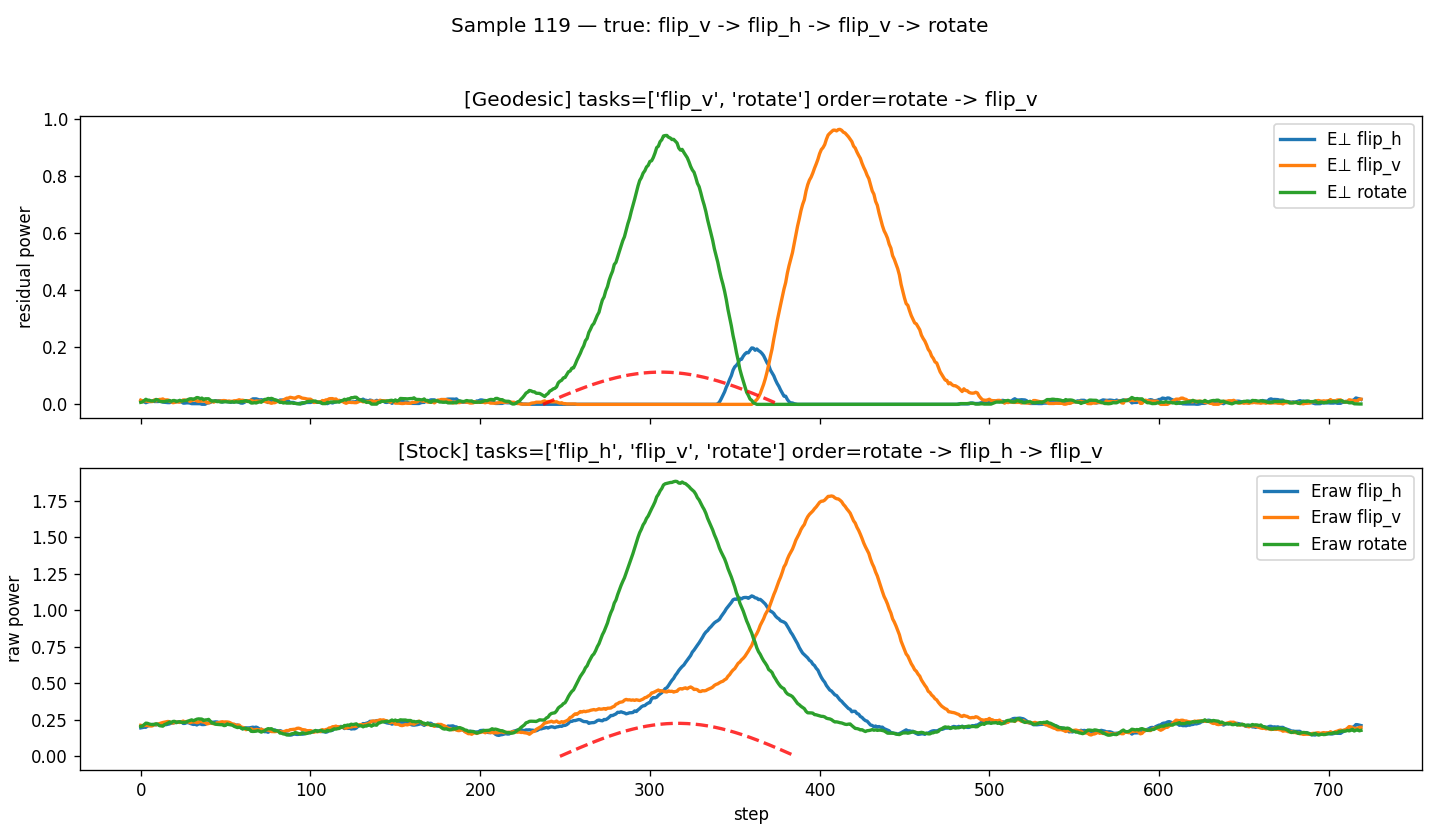 Sample 119 — true: flip_v -> flip_h -> flip_v -> rotate
[Geodesic] tasks=['flip_v', 'rotate'] order=rotate -> flip_v
1.0
0.8
0.6
0.4
0.2
0.0
residual power
E⊥ flip_h
E⊥ flip_v
E⊥ rotate
[Stock] tasks=['flip_h', 'flip_v', 'rotate'] order=rotate -> flip_h -> flip_v
1.75
1.50
1.25
1.00
0.75
0.50
0.25
0.00
raw power
Eraw flip_h
Eraw flip_v
Eraw rotate
0 100 200 300 400 500 600 700
step